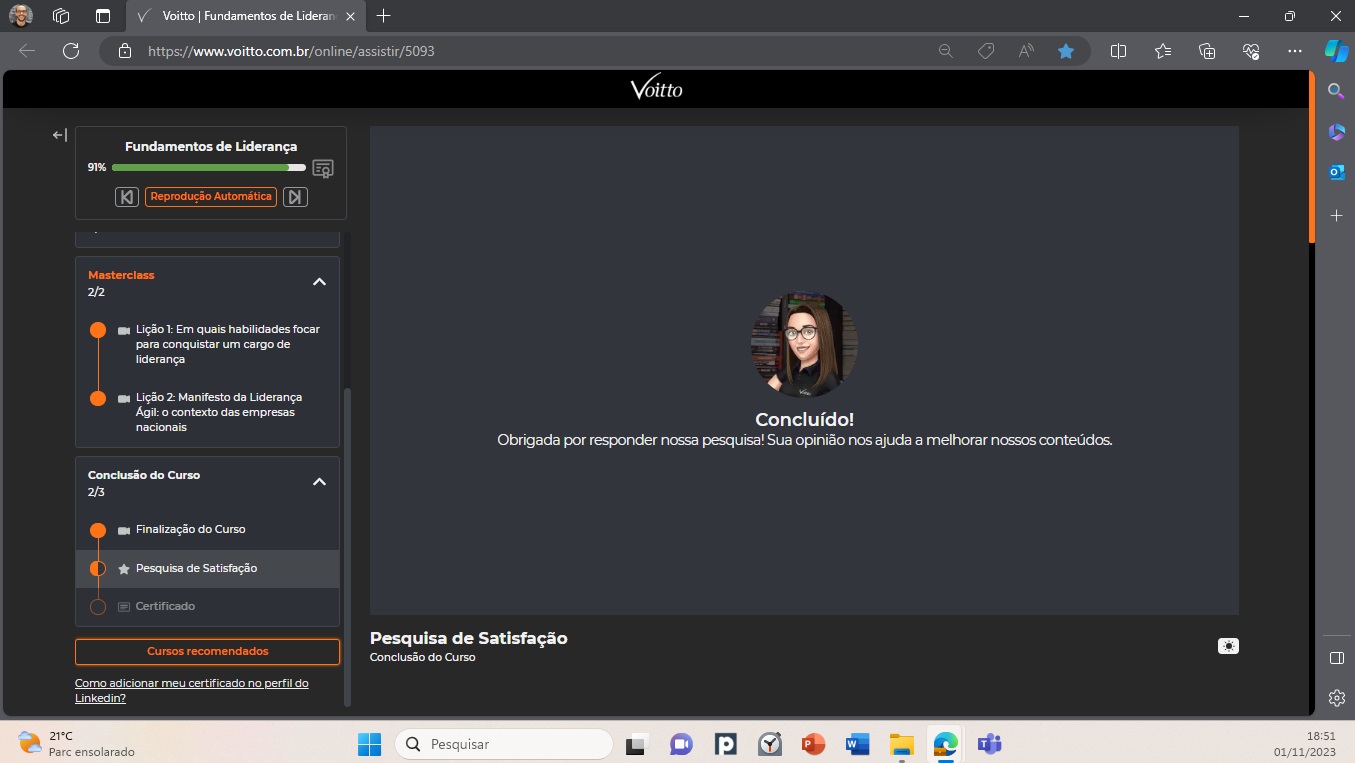 Voitto | Fundamentos de Lideran
https://www.voitto.com.br/online/assistir/5093
Voitto
Fundamentos de Liderança
91%
Reprodução Automática
Masterclass
2/2
Lição 1: Em quais habilidades focar
para conquistar um cargo de
liderança
Lição 2: Manifesto da Liderança
Ágil: o contexto das empresas
nacionais
Conclusão do Curso
2/3
Finalização do Curso
Pesquisa de Satisfação
Certificado
Cursos recomendados
Como adicionar meu certificado no perfil do
Linkedin?
Concluído!
Obrigada por responder nossa pesquisa! Sua opinião nos ajuda a melhorar nossos conteúdos.
Pesquisa de Satisfação
Conclusão do Curso
21°C
Parc ensolarado
Pesquisar
18:51
01/11/2023